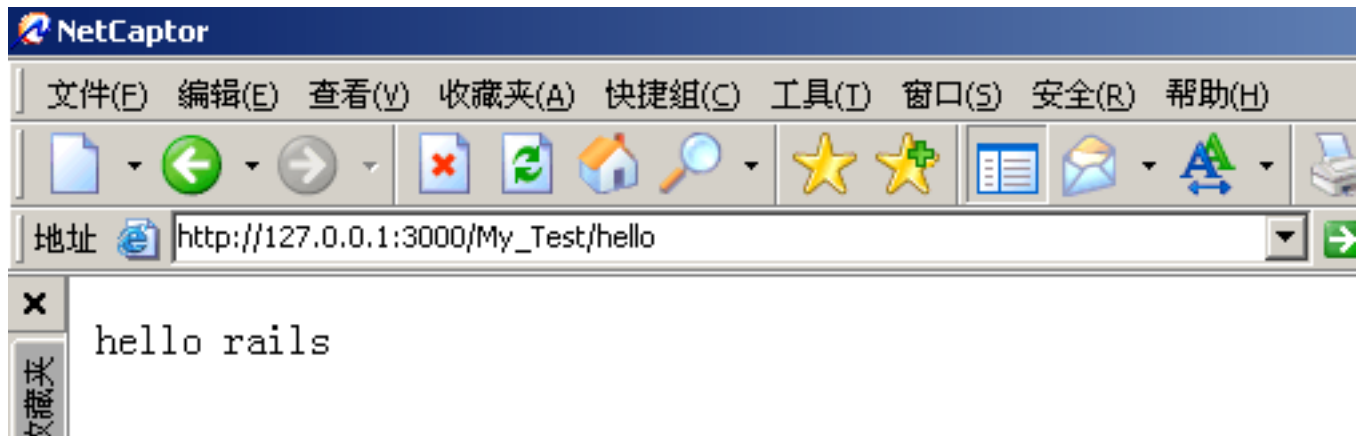 NetCaptor
文件(F) 编辑(E) 查看(V) 收藏夹(A) 快捷组(C) 工具(T) 窗口(S) 安全(R) 帮助(H)
地址 http://127.0.0.1:3000/My_Test/hello
hello rails
收藏夹